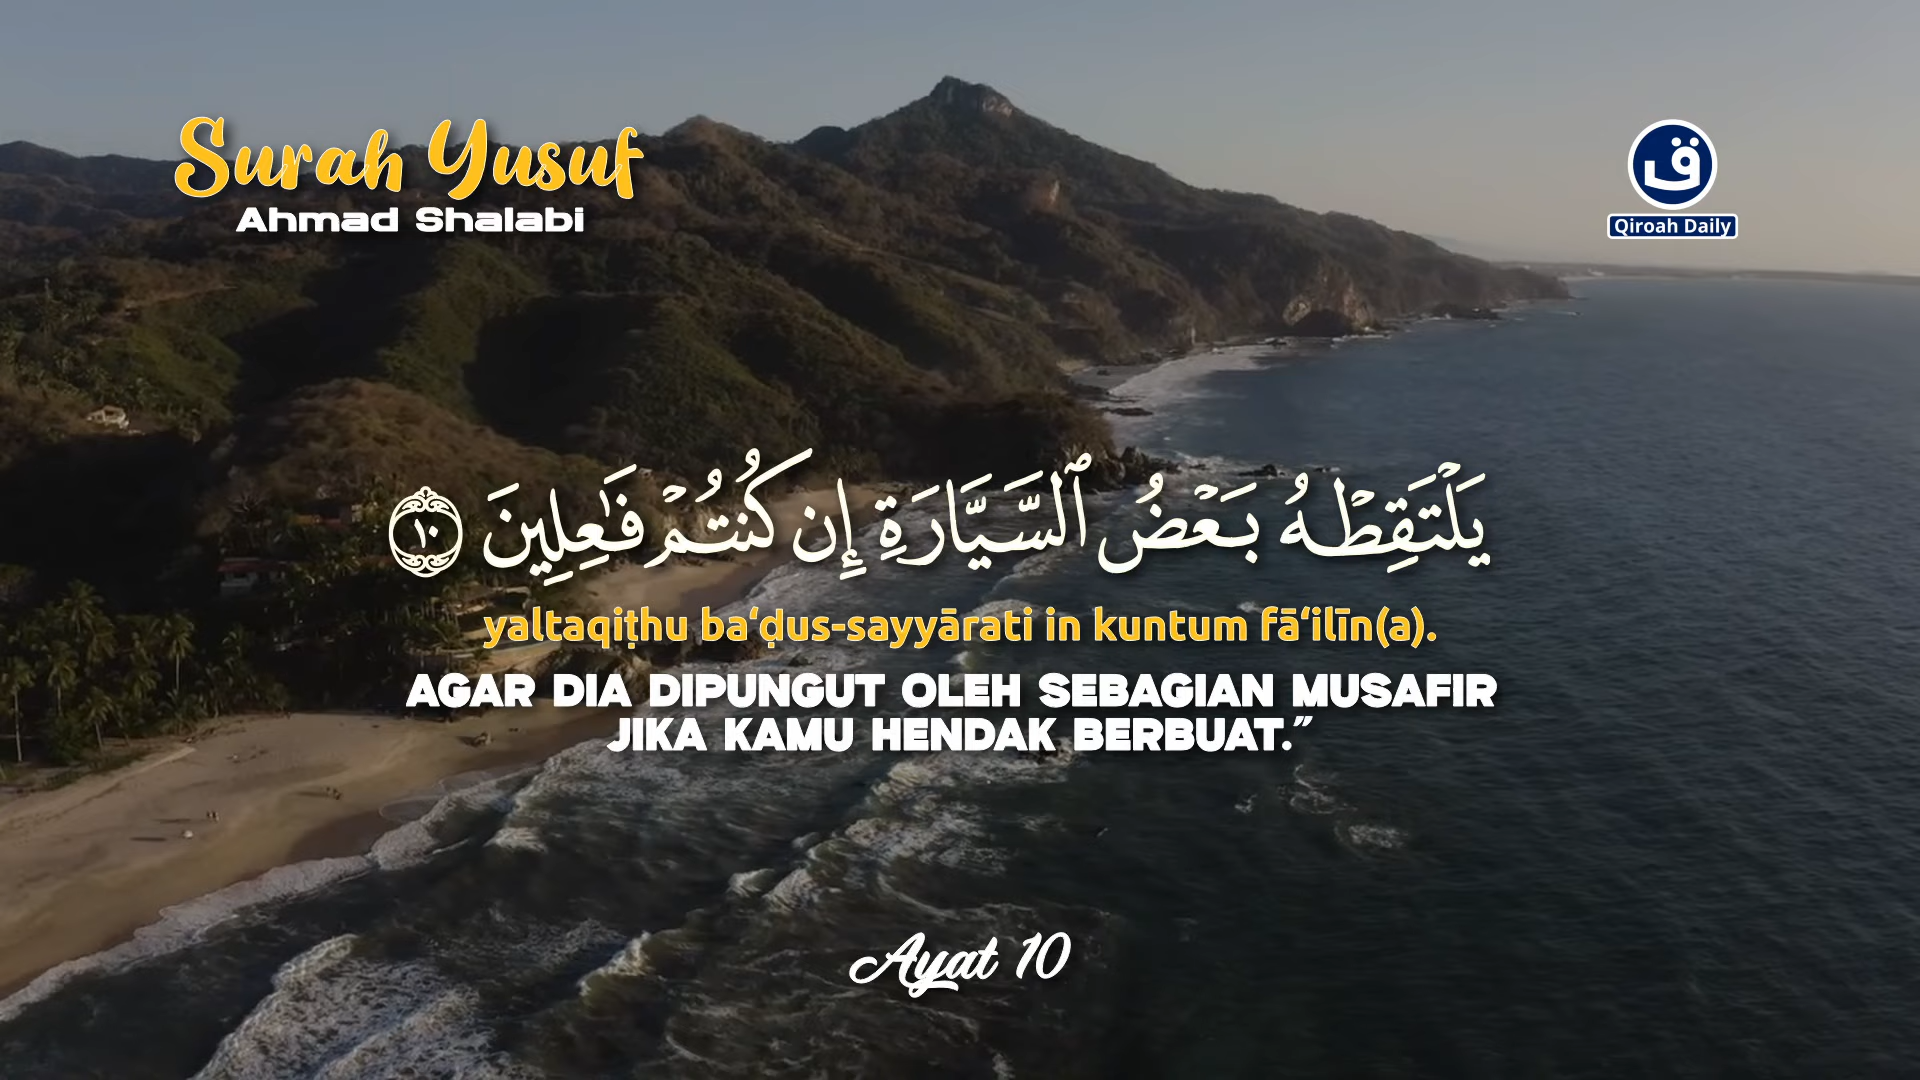 Surah Yusuf
Ahmad Shalabi
ق
Qiroah Daily
يَلْتَقِطْهُ بَعْضُ ٱلسَّيَّارَةِ إِن كُنتُمْ فَٰعِلِينَ ١٠
yaltaqiṭhu ba‘ḍus-sayyārati in kuntum fā‘ilīn(a).
AGAR DIA DIPUNGUT OLEH SEBAGIAN MUSAFIR
JIKA KAMU HENDAK BERBUAT.”
Ayat 10